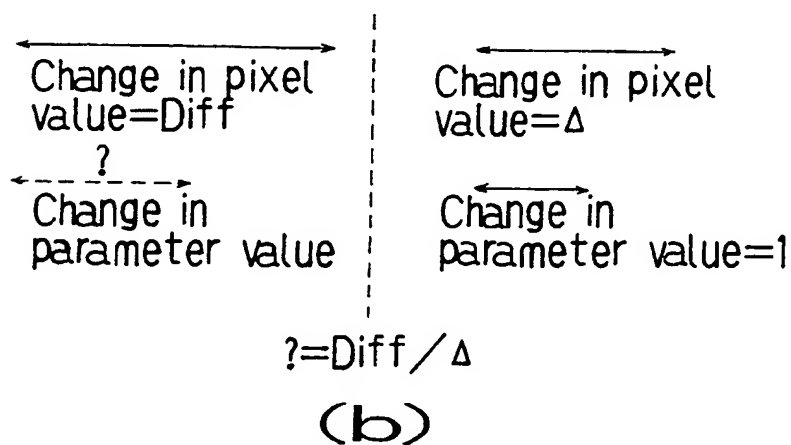 Change in pixel
value=Diff
?
Change in
parameter value
Change in pixel
value=Δ
Change in
parameter value=1
?=Diff/Δ
(b)